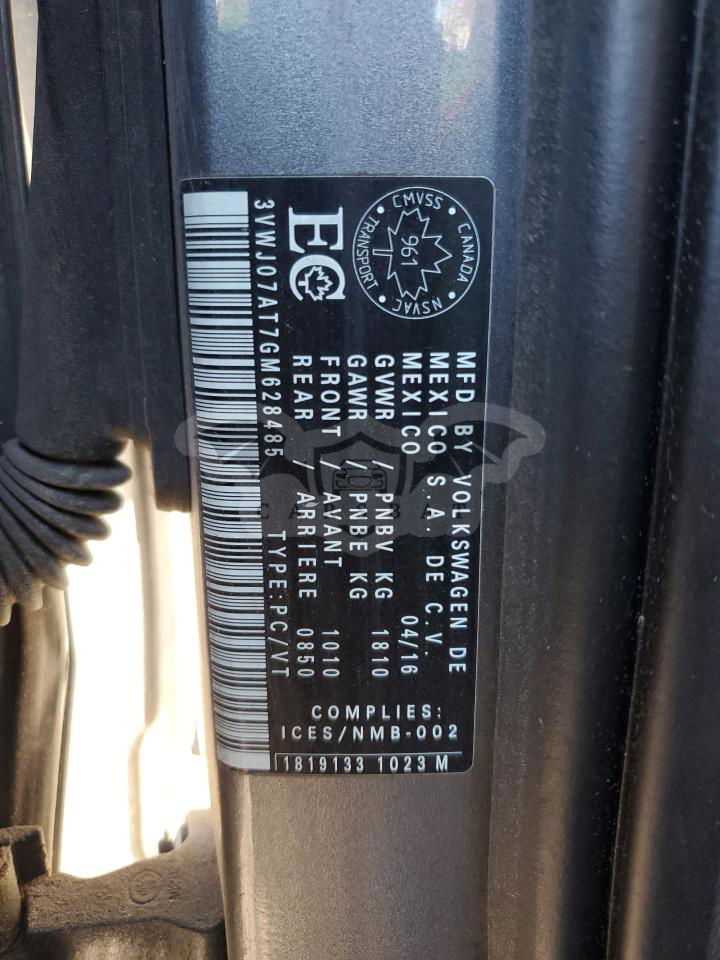 CMVSS · CANADA · NSVAC · TRANSPORT ·
961
EC
MFD BY VOLKSWAGEN DE
MEXICO S.A. DE C.V.
MEXICO 04/16
GVWR / PNBV KG 1810
GAWR / PNBE KG
FRONT / AVANT 1010
REAR / ARRIERE 0850
3VWJ07AT7GM628485 TYPE:PC/VT
COMPLIES:
ICES/NMB-002
1819133 1023 M